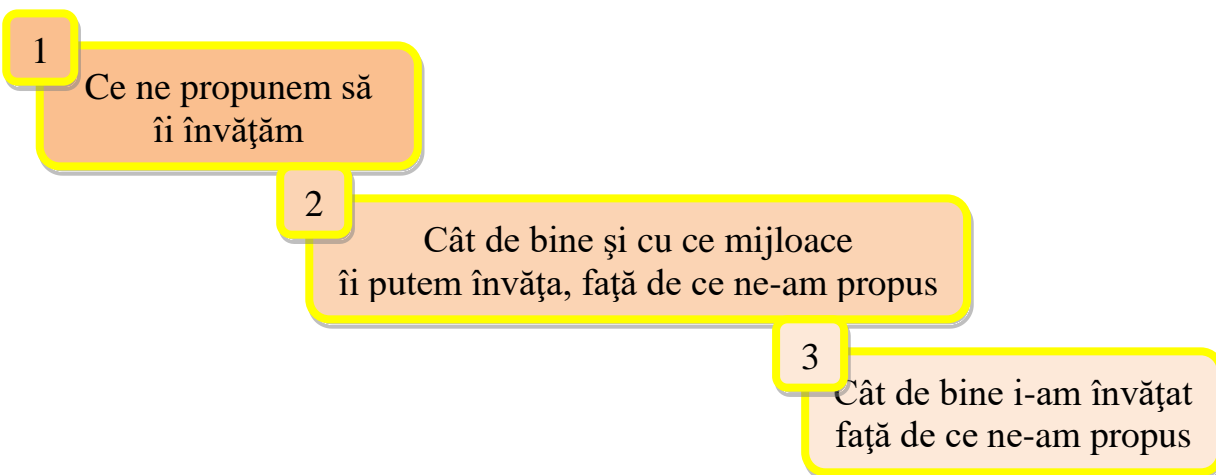 1
Ce ne propunem să
îi învăţăm
2
Cât de bine şi cu ce mijloace
îi putem învăţa, faţă de ce ne-am propus
3
Cât de bine i-am învăţat
faţă de ce ne-am propus